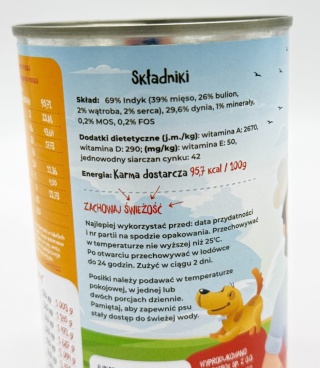 Składniki
Skład: 69% Indyk (39% mięso, 26% bulion,
2% wątroba, 2% serca), 29,6% dynia, 1% minerały,
0,2% MOS, 0,2% FOS
Dodatki dietetyczne (j.m./kg): witamina A: 2670,
witamina D: 290; (mg/kg): witamina E: 50,
jednowodny siarczan cynku: 42
Energia: Karma dostarcza 95,7 kcal / 100g
ZACHOWAJ ŚWIEŻOŚĆ
Najlepiej wykorzystać przed: data przydatności
i nr partii na spodzie opakowania. Przechowywać
w temperaturze nie wyższej niż 25°C.
Po otwarciu przechowywać w lodówce
do 24 godzin. Zużyć w ciągu 2 dni.
Posiłki należy podawać w temperaturze
pokojowej, w jednej lub
dwóch porcjach dziennie.
Pamiętaj, aby zapewnić psu
stały dostęp do świeżej wody.
WYPRODUKOWANO